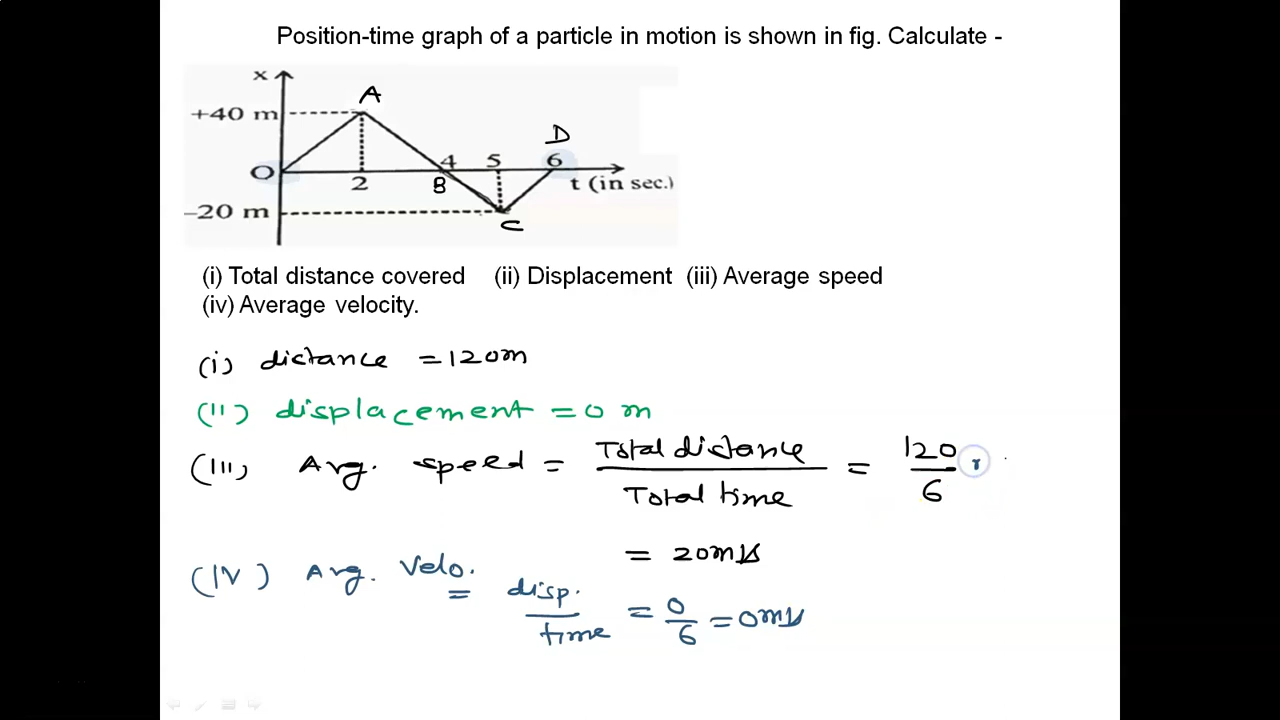 Position-time graph of a particle in motion is shown in fig. Calculate -
x
A
+40 m
D
4 5 6
O
2 B
t (in sec.)
-20 m
C
(i) Total distance covered (ii) Displacement (iii) Average speed
(iv) Average velocity.
(i) distance = 120m
(ii) displacement = 0 m
(iii) Avg. speed = Total distance / Total time = 120 / 6
= 20m/s
(iv) Avg. Velo. = disp. / time = 0 / 6 = 0m/s